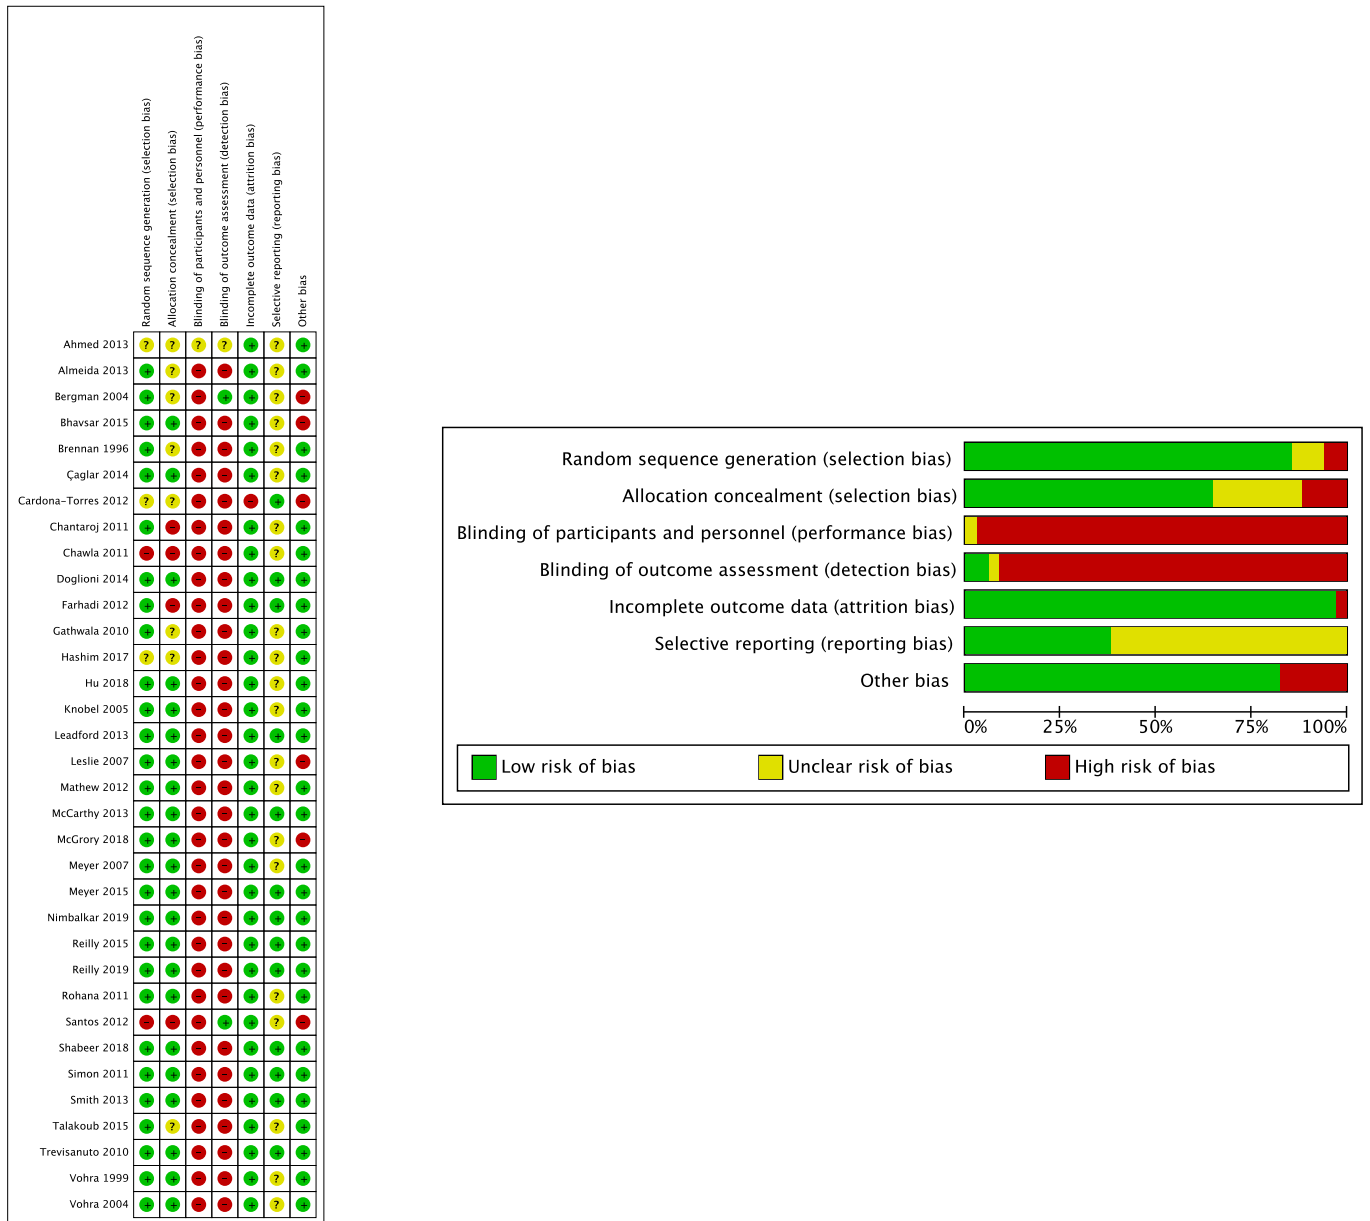 Random sequence generation (selection bias)
Allocation concealment (selection bias)
Blinding of participants and personnel (performance bias)
Blinding of outcome assessment (detection bias)
Incomplete outcome data (attrition bias)
Selective reporting (reporting bias)
Other bias
Ahmed 2013 ? ? ? ? + ? +
Almeida 2013 + ? - - + ? +
Bergman 2004 + ? - + + ? -
Bhavsar 2015 + + - - + ? -
Brennan 1996 + ? - - + ? +
Çaglar 2014 + + - - + ? +
Cardona-Torres 2012 ? ? - - - + -
Chantaroj 2011 + - - - + ? +
Chawla 2011 - - - - + ? +
Doglioni 2014 + + - - + + +
Farhadi 2012 + - - - + + +
Gathwala 2010 + ? - - + ? +
Hashim 2017 ? ? - - + ? +
Hu 2018 + + - - + ? +
Knobel 2005 + + - - + ? +
Leadford 2013 + + - - + + +
Leslie 2007 + + - - + ? -
Mathew 2012 + + - - + ? +
McCarthy 2013 + + - - + + +
McGrory 2018 + + - - + ? -
Meyer 2007 + + - - + ? +
Meyer 2015 + + - - + + +
Nimbalkar 2019 + + - - + + +
Reilly 2015 + + - - + + +
Reilly 2019 + + - - + + +
Rohana 2011 + + - - + ? +
Santos 2012 - - - + + ? -
Shabeer 2018 + + - - + + +
Simon 2011 + + - - + + +
Smith 2013 + + - - + + +
Talakoub 2015 + ? - - + ? +
Trevisanuto 2010 + + - - + + +
Vohra 1999 + + - - + ? +
Vohra 2004 + + - - + ? +
Random sequence generation (selection bias)
Allocation concealment (selection bias)
Blinding of participants and personnel (performance bias)
Blinding of outcome assessment (detection bias)
Incomplete outcome data (attrition bias)
Selective reporting (reporting bias)
Other bias
0% 25% 50% 75% 100%
Low risk of bias Unclear risk of bias High risk of bias